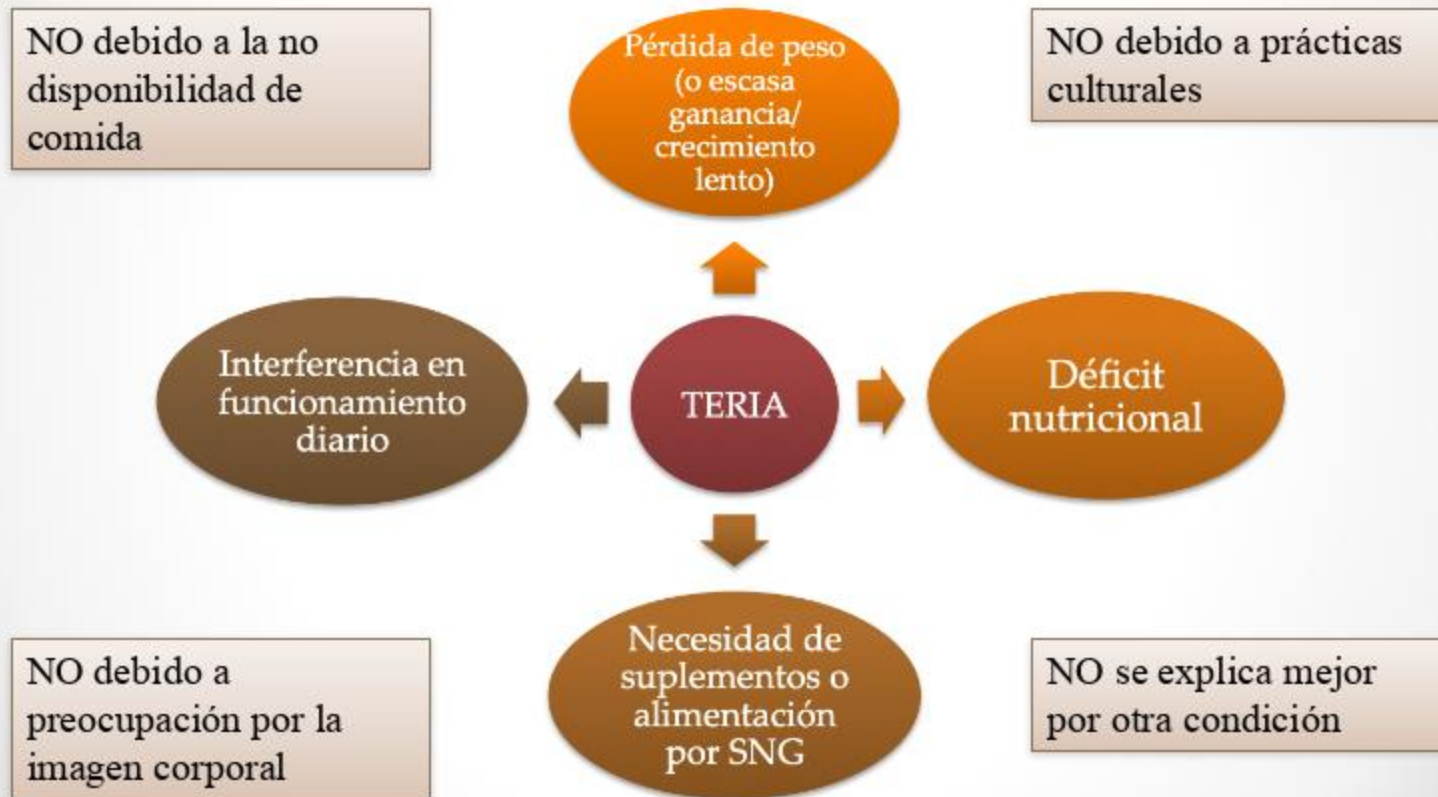 NO debido a la no
disponibilidad de
comida
Pérdida de peso
(o escasa
ganancia/
crecimiento
lento)
NO debido a prácticas
culturales
Interferencia en
funcionamiento
diario
TERIA
Déficit
nutricional
NO debido a
preocupación por la
imagen corporal
Necesidad de
suplementos o
alimentación
por SNG
NO se explica mejor
por otra condición